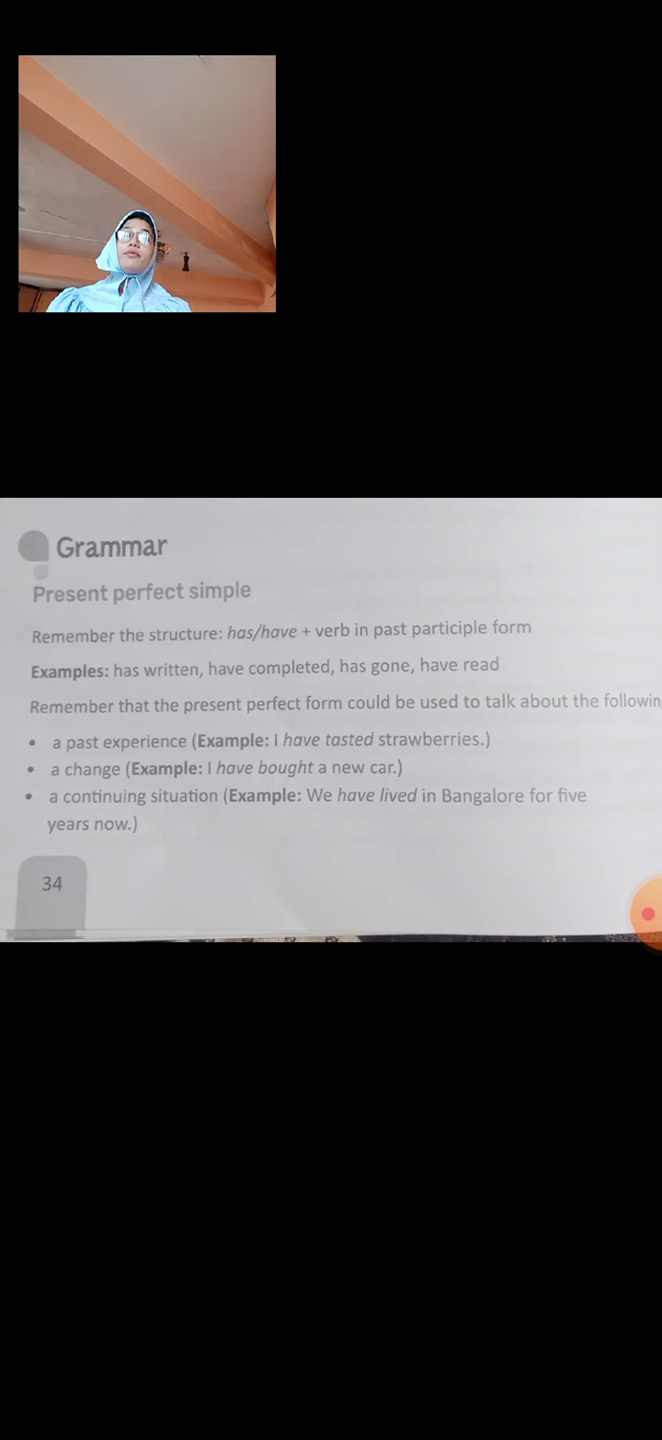 Grammar
Present perfect simple
Remember the structure: has/have + verb in past participle form
Examples: has written, have completed, has gone, have read
Remember that the present perfect form could be used to talk about the followin
• a past experience (Example: I have tasted strawberries.)
• a change (Example: I have bought a new car.)
• a continuing situation (Example: We have lived in Bangalore for five
years now.)
34